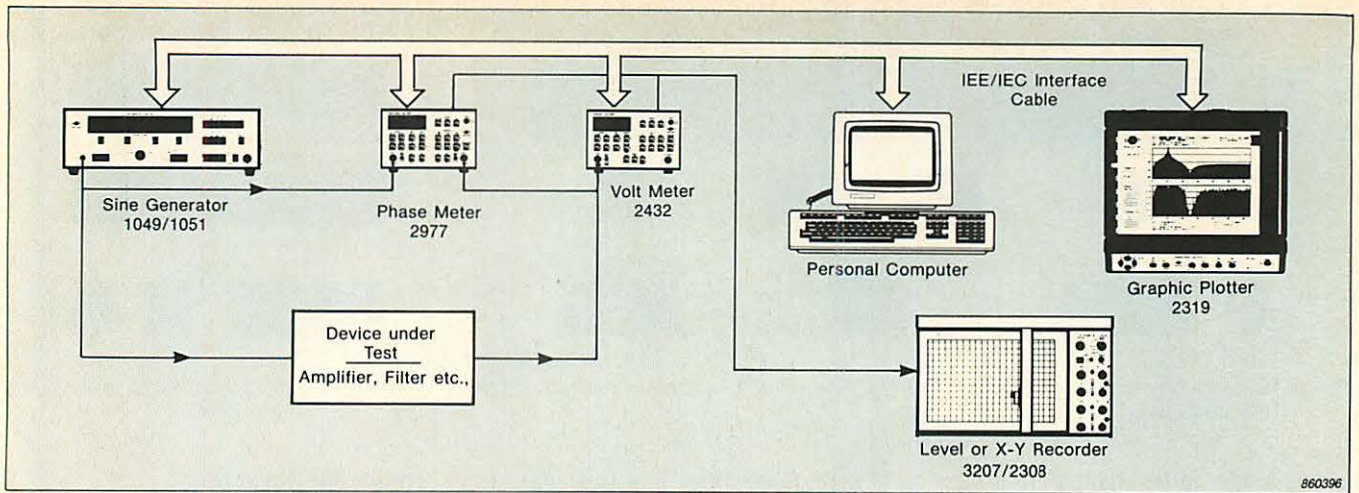 IEE/IEC Interface
Cable
Sine Generator
1049/1051
Phase Meter
2977
Volt Meter
2432
Personal Computer
Graphic Plotter
2319
Device under
Test
Amplifier, Filter etc.,
Level or X-Y Recorder
3207/2308
860396